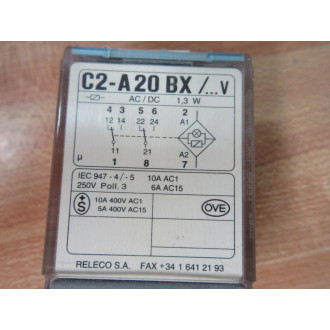 C2-A20 BX /...V
AC / DC 1,3 W
4 3 5 6 2
12 14 22 24 A1
11 21 A2
µ 1 8 7
IEC 947 - 4 / - 5 10A AC1
250V Poll. 3 6A AC15
+ S 10A 400V AC1
5A 400V AC15
OVE
RELECO S.A. FAX +34 1 641 21 93